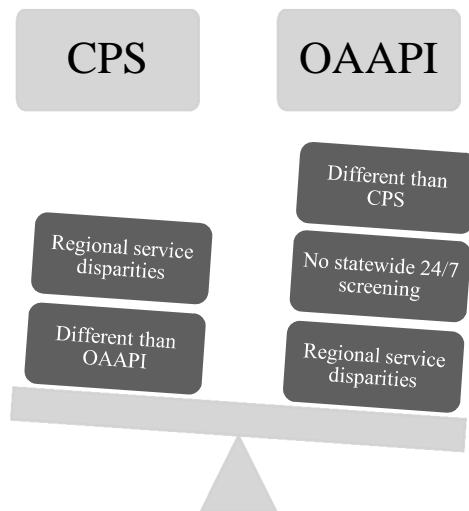 CPS
OAAPI
Regional service
disparities
Different than
OAAPI
Different than
CPS
No statewide 24/7
screening
Regional service
disparities